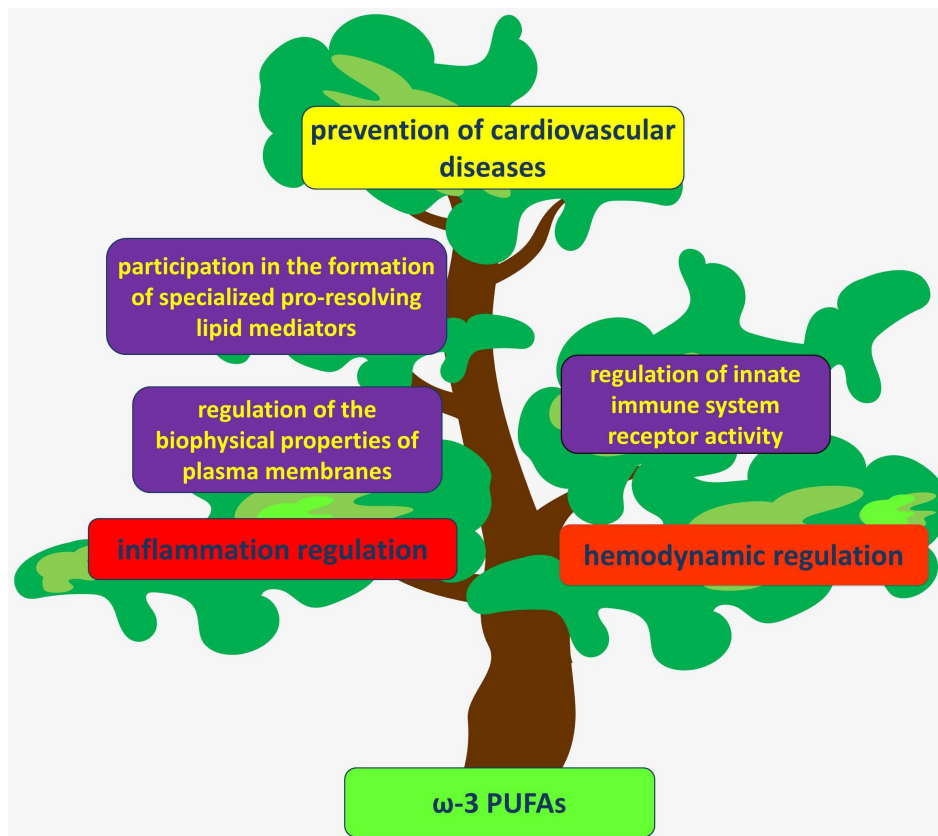 prevention of cardiovascular
diseases
participation in the formation
of specialized pro-resolving
lipid mediators
regulation of innate
immune system
receptor activity
regulation of the
biophysical properties of
plasma membranes
inflammation regulation
hemodynamic regulation
ω-3 PUFAs